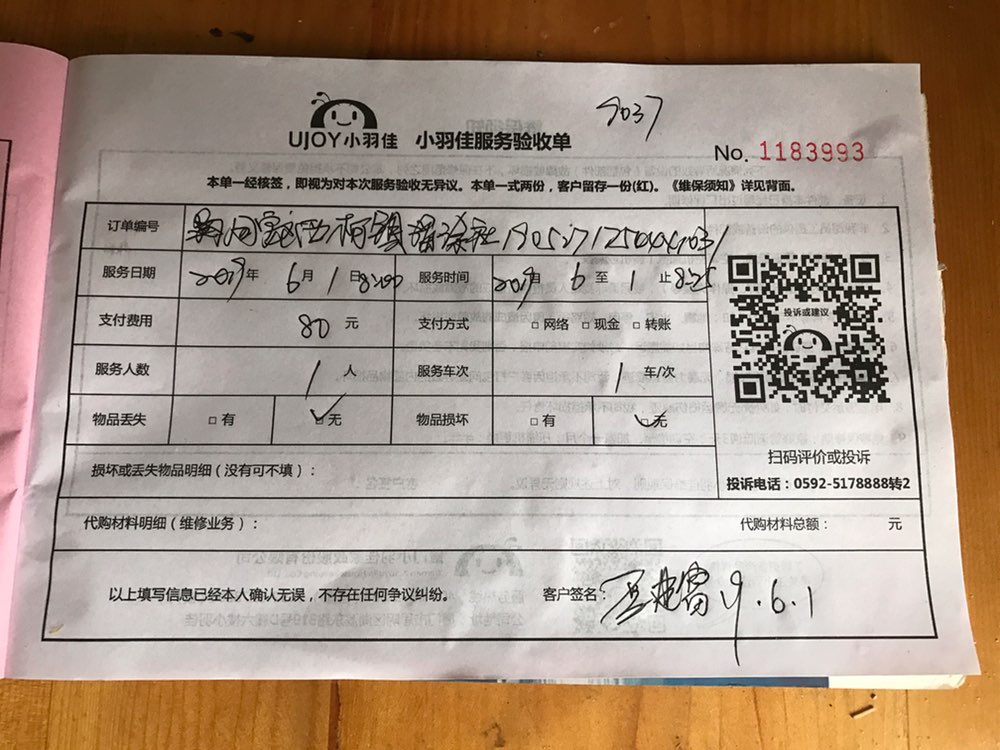 9037
UJOY小羽佳 小羽佳服务验收单
No. 1183993
本单一经核签，即视为对本次服务验收无异议。本单一式两份，客户留存一份(红)。《维保须知》详见背面。
订单编号
服务日期 2019年 6月 1日 8:00 服务时间 2019 6 至 1 止 8:25
支付费用 80 元 支付方式 □ 网络 □ 现金 □ 转账
服务人数 1 人 服务车次 1 车/次
物品丢失 □ 有 ✓□ 无 物品损坏 □ 有 ✓□ 无
投诉或建议
扫码评价或投诉
投诉电话：0592-5178888转2
损坏或丢失物品明细（没有可不填）：
代购材料明细（维修业务）： 代购材料总额： 元
以上填写信息已经本人确认无误，不存在任何争议纠纷。 客户签名： 9.6.1